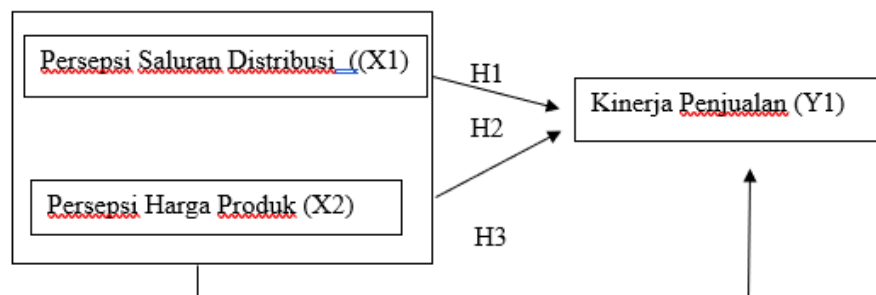 Persepsi Saluran Distribusi  ((X1)
H1
Kinerja Penjualan (Y1)
H2
Persepsi Harga Produk (X2)
H3